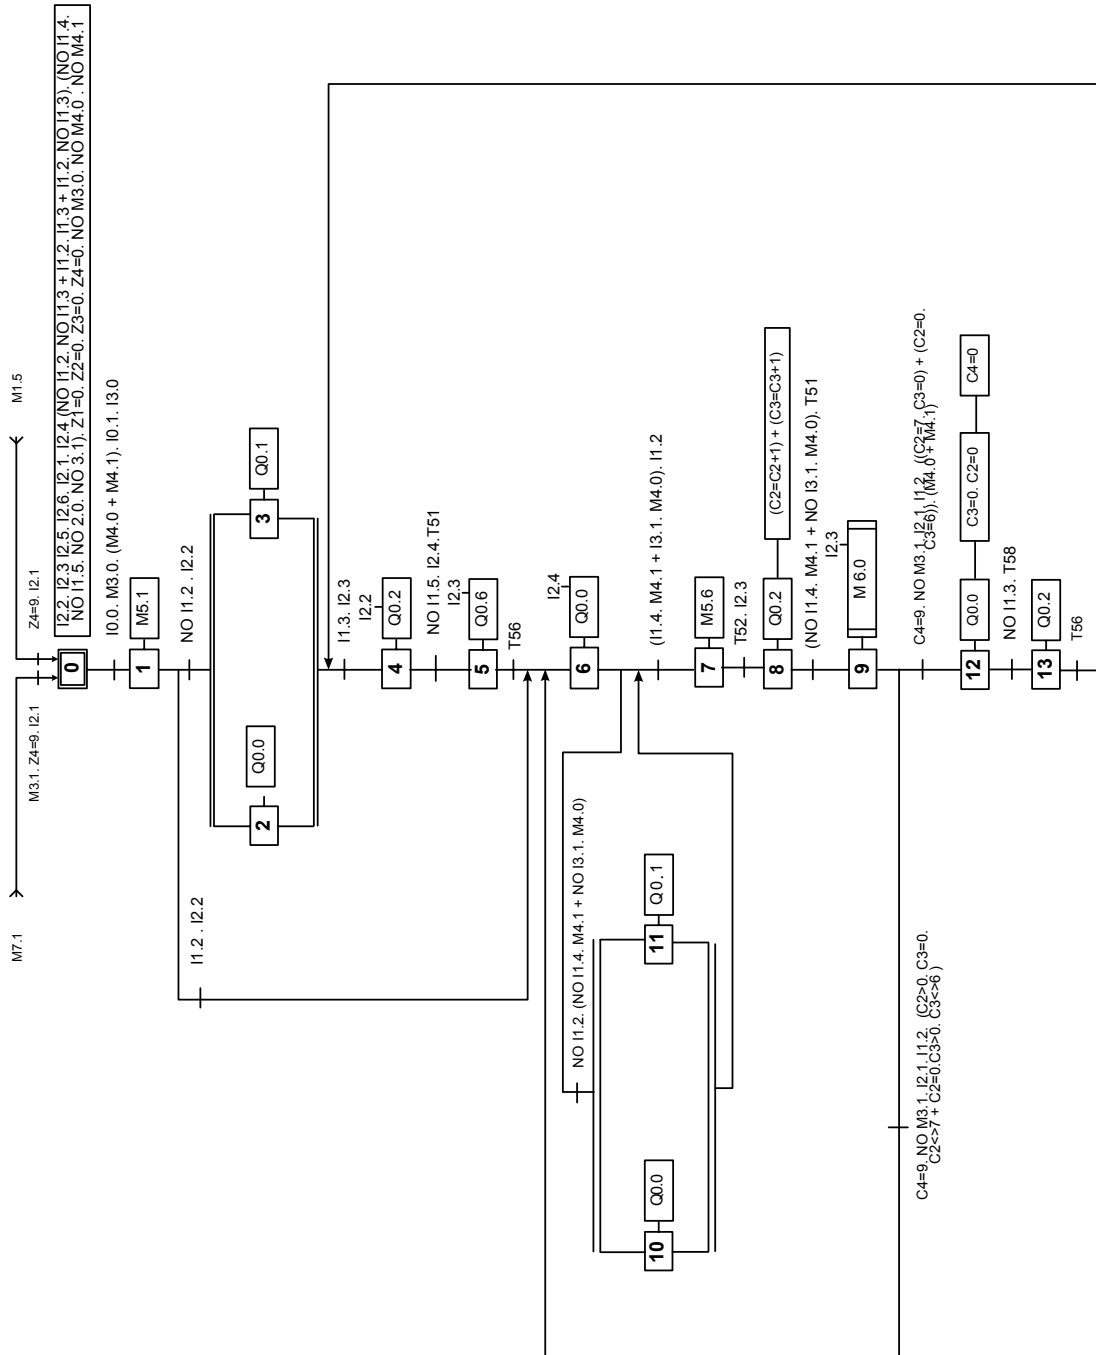 M7.1
M3.1. Z4=9. I2.1
Z4=9. I2.1
M1.5
0
I2.2. I2.3 I2.5. I2.6. I2.1. I2.4 (NO I1.2. NO I1.3 + I1.2. I1.3 + I1.2. NO I1.3). (NO I1.4.
NO I1.5. NO 2.0. NO 3.1). Z1=0. Z2=0. Z3=0. Z4=0. NO M3.0. NO M4.0 . NO M4.1
I0.0. M3.0. (M4.0 + M4.1). I0.1. I3.0
1
M5.1
I1.2 . I2.2
NO I1.2 . I2.2
2
Q0.0
3
Q0.1
I1.3. I2.3
4
Q0.2
I2.2
NO I1.5. I2.4.T51
5
Q0.6
I2.3
T56
6
Q0.0
I2.4
NO I1.2. (NO I1.4. M4.1 + NO I3.1. M4.0)
10
Q0.0
11
Q0.1
(I1.4. M4.1 + I3.1. M4.0). I1.2
7
M5.6
T52. I2.3
8
Q0.2
(C2=C2+1) + (C3=C3+1)
(NO I1.4. M4.1 + NO I3.1. M4.0). T51
9
M 6.0
I2.3
C4=9. NO M3.1. I2.1. I1.2. (C2>0. C3=0.
C2<>7 + C2=0.C3>0. C3<>6 )
C4=9. NO M3.1. I2.1. I1.2. ((C2=7. C3=0) + (C2=0.
C3=6)). (M4.0 + M4.1)
12
Q0.0
C3=0. C2=0
C4=0
NO I1.3. T58
13
Q0.2
T56